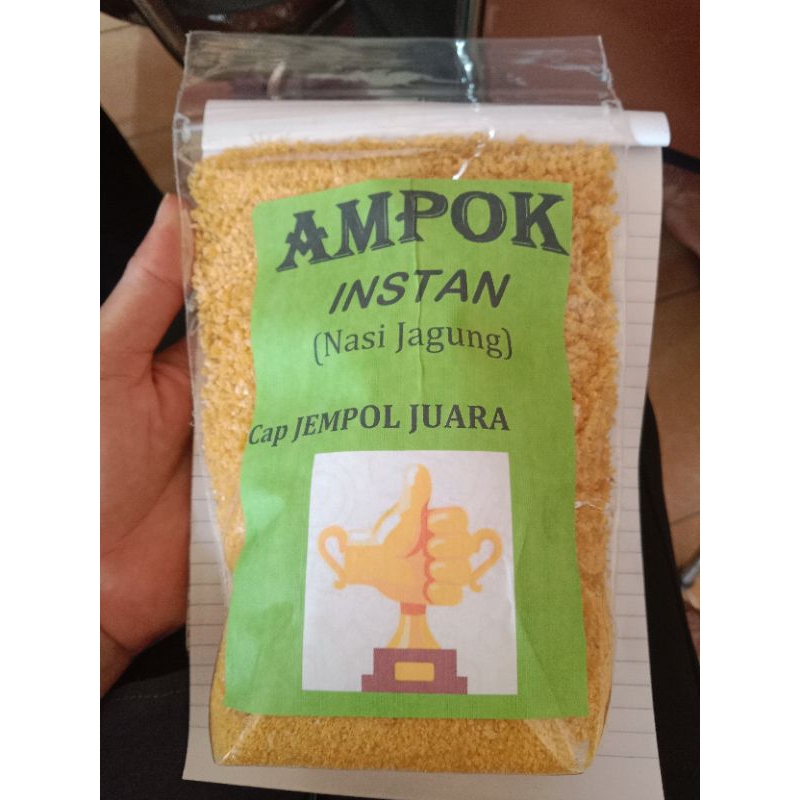 AMPOK
INSTAN
(Nasi Jagung)
Cap JEMPOL JUARA